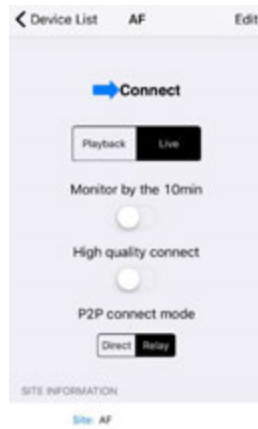 Device List AF Edit
Connect
Playback Live
Monitor by the 10min
High quality connect
P2P connect mode
Direct Relay
SITE INFORMATION
Site: AF